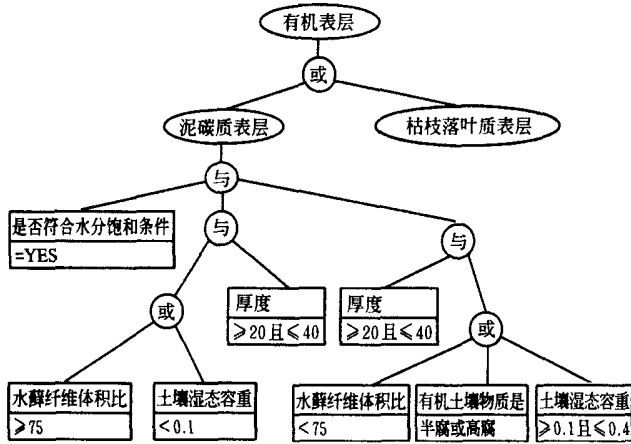 有机表层
或
泥碳质表层
枯枝落叶质表层
与
是否符合水分饱和条件
=YES
与
与
厚度
≥20且≤40
厚度
≥20且≤40
或
或
水藓纤维体积比
≥75
土壤湿态容重
<0.1
水藓纤维体积比
<75
有机土壤物质是
半腐或高腐
土壤湿态容重
≥0.1且≤0.4